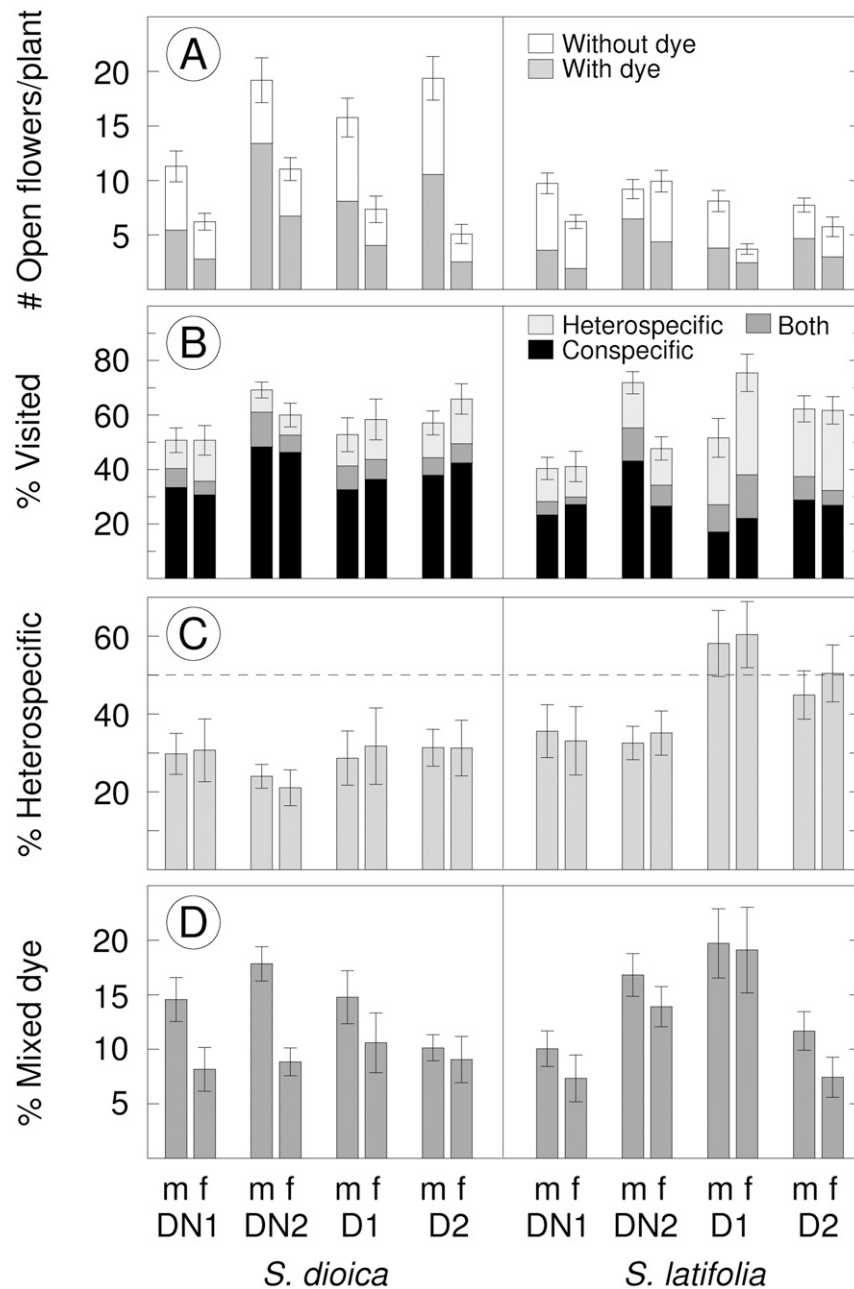 A
# Open flowers/plant
20
15
10
5
Without dye
With dye
B
% Visited
80
60
40
20
Heterospecific Both
Conspecific
C
% Heterospecific
60
40
20
D
% Mixed dye
20
15
10
5
m f m f m f m f m f m f m f m f
DN1 DN2 D1 D2 DN1 DN2 D1 D2
S. dioica S. latifolia